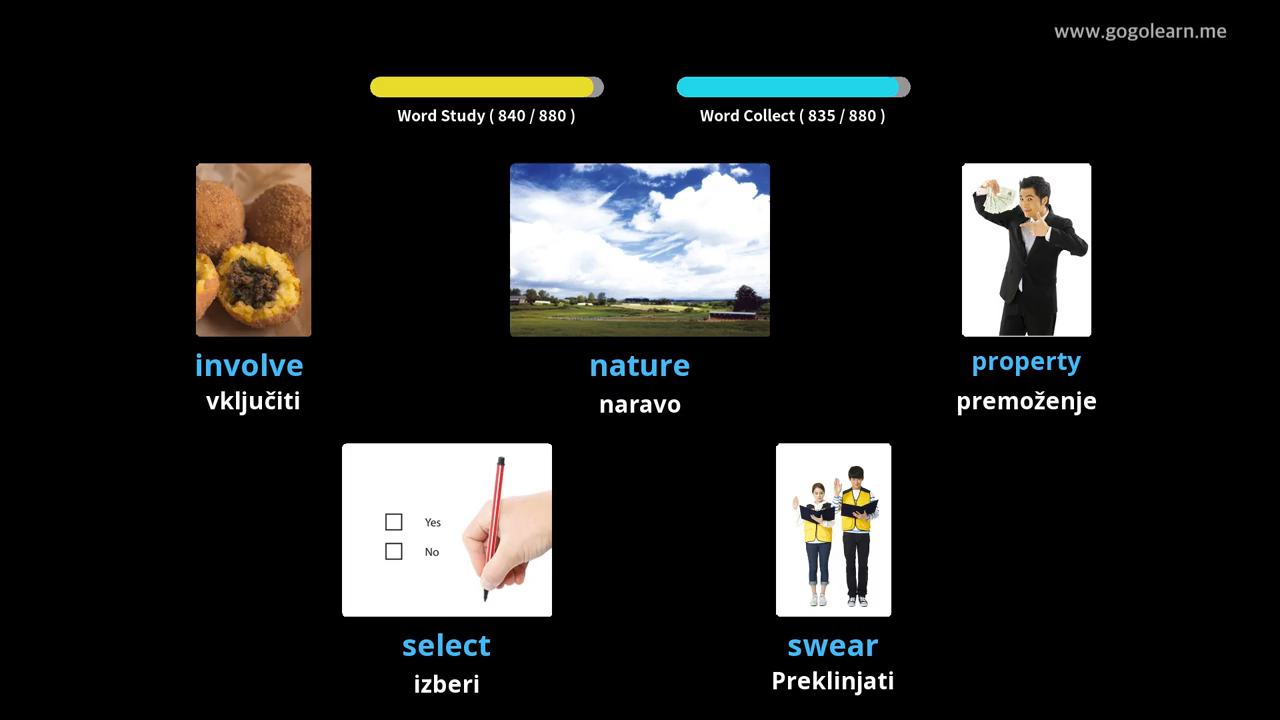 www.gogolearn.me
Word Study ( 840 / 880 )
Word Collect ( 835 / 880 )
involve
vključiti
nature
naravo
property
premoženje
Yes
No
select
izberi
swear
Preklinjati